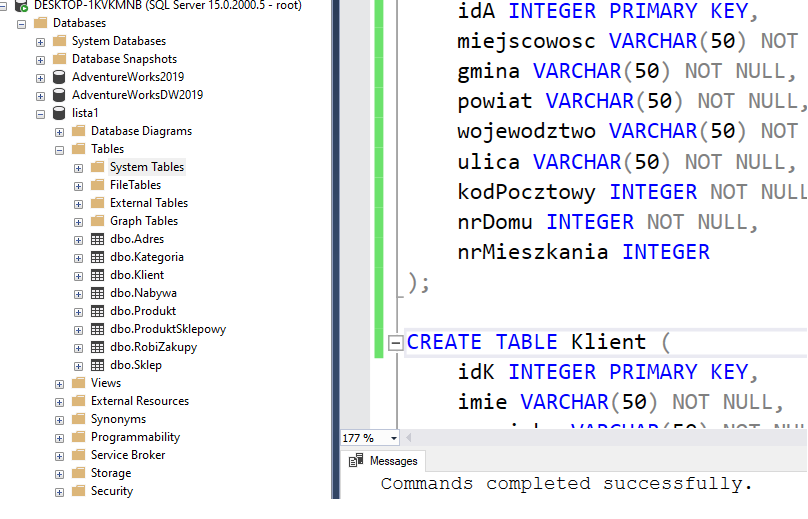 DESKTOP-1KVKMNB (SQL Server 15.0.2000.5 - root)
Databases
System Databases
Database Snapshots
AdventureWorks2019
AdventureWorksDW2019
lista1
Database Diagrams
Tables
System Tables
FileTables
External Tables
Graph Tables
dbo.Adres
dbo.Kategoria
dbo.Klient
dbo.Nabywa
dbo.Produkt
dbo.ProduktSklepowy
dbo.RobiZakupy
dbo.Sklep
Views
External Resources
Synonyms
Programmability
Service Broker
Storage
Security
idA INTEGER PRIMARY KEY,
miejscowosc VARCHAR(50) NOT
gmina VARCHAR(50) NOT NULL,
powiat VARCHAR(50) NOT NULL,
wojewodztwo VARCHAR(50) NOT
ulica VARCHAR(50) NOT NULL,
kodPocztowy INTEGER NOT NULL
nrDomu INTEGER NOT NULL,
nrMieszkania INTEGER
);
CREATE TABLE Klient (
idK INTEGER PRIMARY KEY,
imie VARCHAR(50) NOT NULL,
VARCHAR(50) NOT NULL
177 %
Messages
Commands completed successfully.